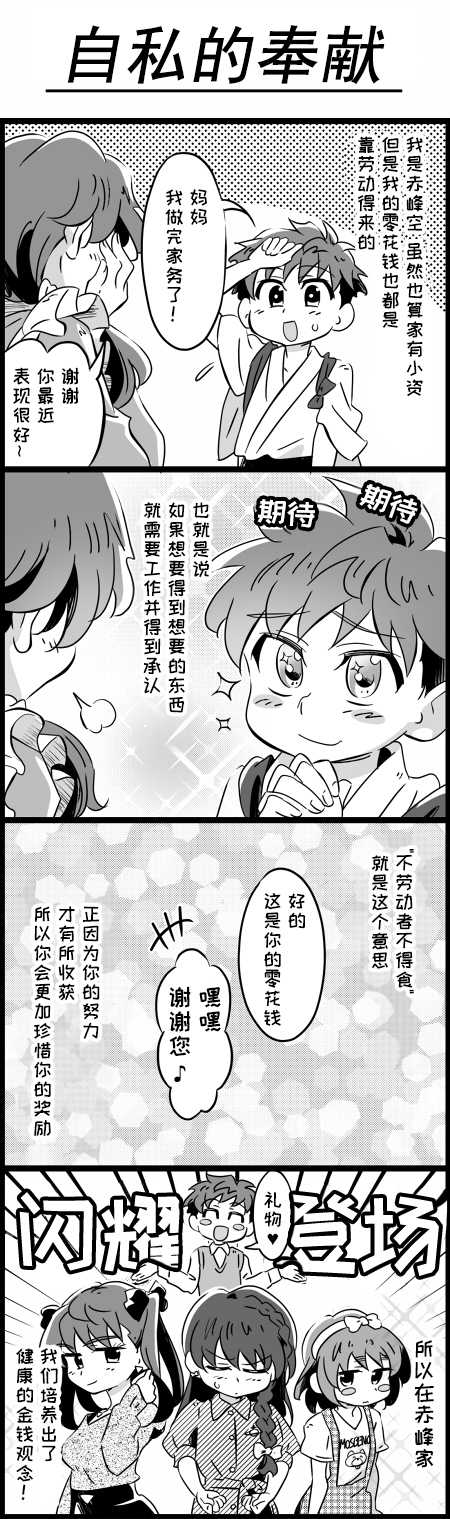 自私的奉献
我是赤峰空 虽然也算家有小资
但是我的零花钱也都是
靠劳动得来的
妈妈
我做完家务了！
谢谢
你最近
表现很好~
期待
期待
也就是说
如果想要得到想要的东西
就需要工作并得到承认
"不劳动者不得食"
就是这个意思
好的
这是你的零花钱
嘿嘿
谢谢您♪
正因为你的努力
才有所收获
所以你会更加珍惜你的奖励
闪耀登场
礼物♥
所以在赤峰家
我们培养出了
健康的金钱观念！
MOSCENO